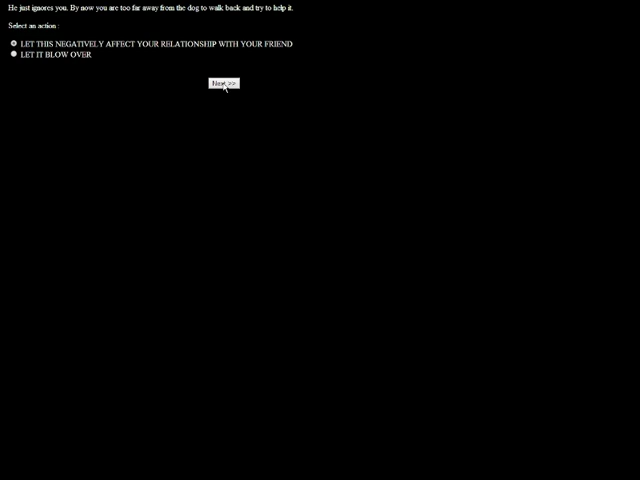 He just ignores you. By now you are too far away from the dog to walk back and try to help it.
Select an action :
LET THIS NEGATIVELY AFFECT YOUR RELATIONSHIP WITH YOUR FRIEND
LET IT BLOW OVER
Next >>